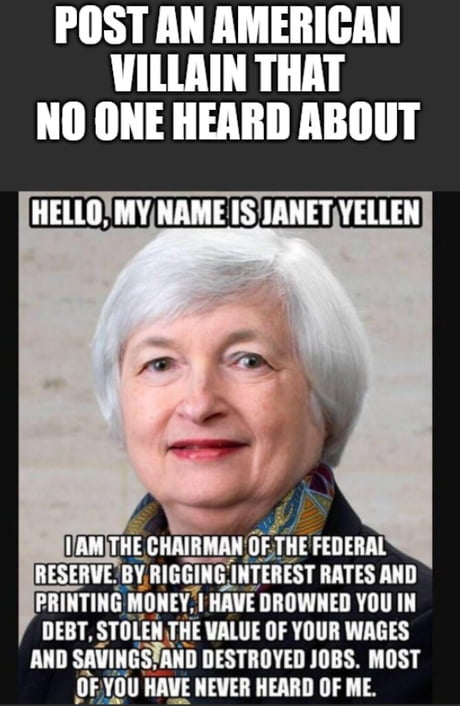 POST AN AMERICAN
VILLAIN THAT
NO ONE HEARD ABOUT
HELLO, MY NAME IS JANET YELLEN
I AM THE CHAIRMAN OF THE FEDERAL
RESERVE. BY RIGGING INTEREST RATES AND
PRINTING MONEY, I HAVE DROWNED YOU IN
DEBT, STOLEN THE VALUE OF YOUR WAGES
AND SAVINGS, AND DESTROYED JOBS. MOST
OF YOU HAVE NEVER HEARD OF ME.